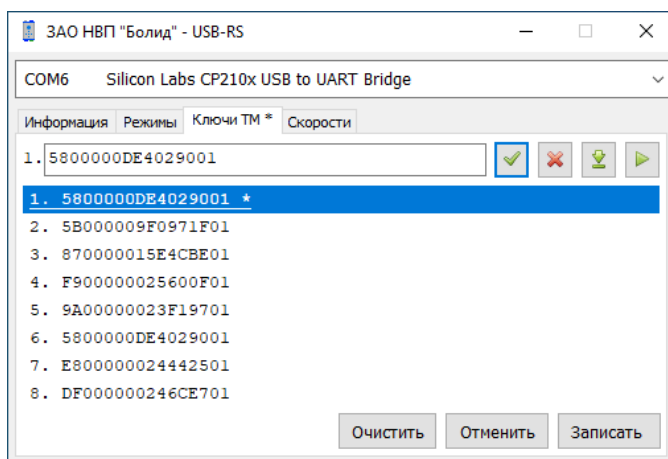 ЗАО НВП "Болид" - USB-RS
COM6 Silicon Labs CP210x USB to UART Bridge
Информация Режимы Ключи ТМ * Скорости
1. 5800000DE4029001
1. 5800000DE4029001 *
2. 5B000009F0971F01
3. 870000015E4CBE01
4. F900000025600F01
5. 9A00000023F19701
6. 5800000DE4029001
7. E800000024442501
8. DF000000246CE701
Очистить Отменить Записать